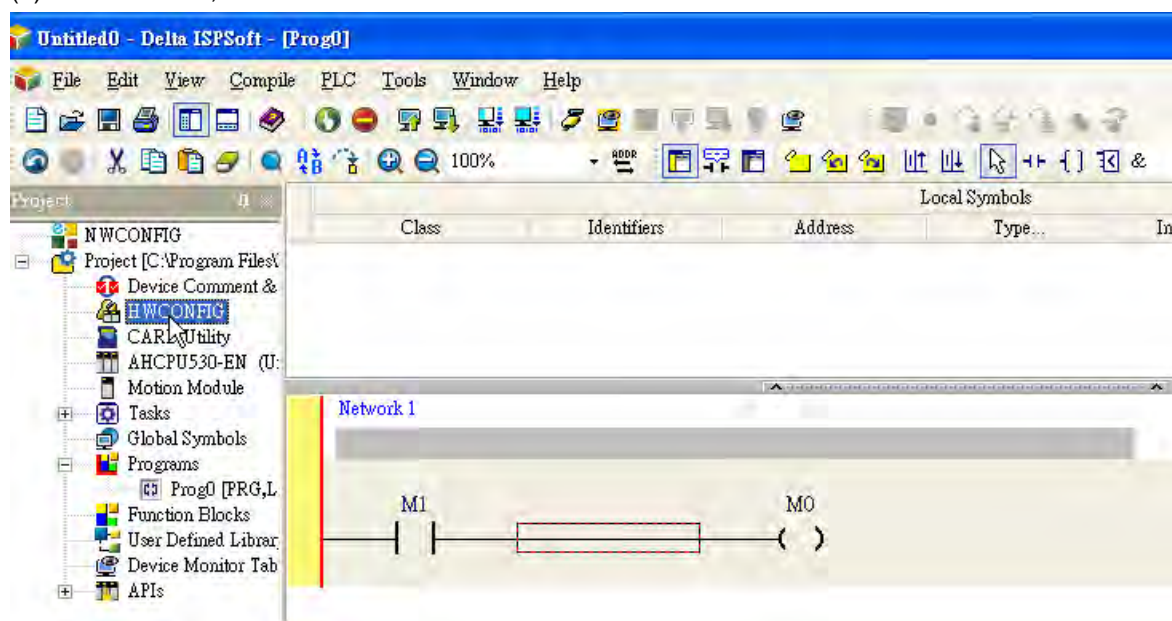 Untitled0 - Delta ISPSoft - [Prog0]
File Edit View Compile PLC Tools Window Help
100%
ADDR
&
Project
Local Symbols
Class Identifiers Address Type...
NWCONFIG
Project [C:\Program Files\
Device Comment &
HWCONFIG
Utility
AHCPU530-EN (U:
Motion Module
Tasks
Global Symbols
Programs
Prog0 [PRG,L
Function Blocks
User Defined Librar
Device Monitor Tab
APIs
Network 1
M1 M0